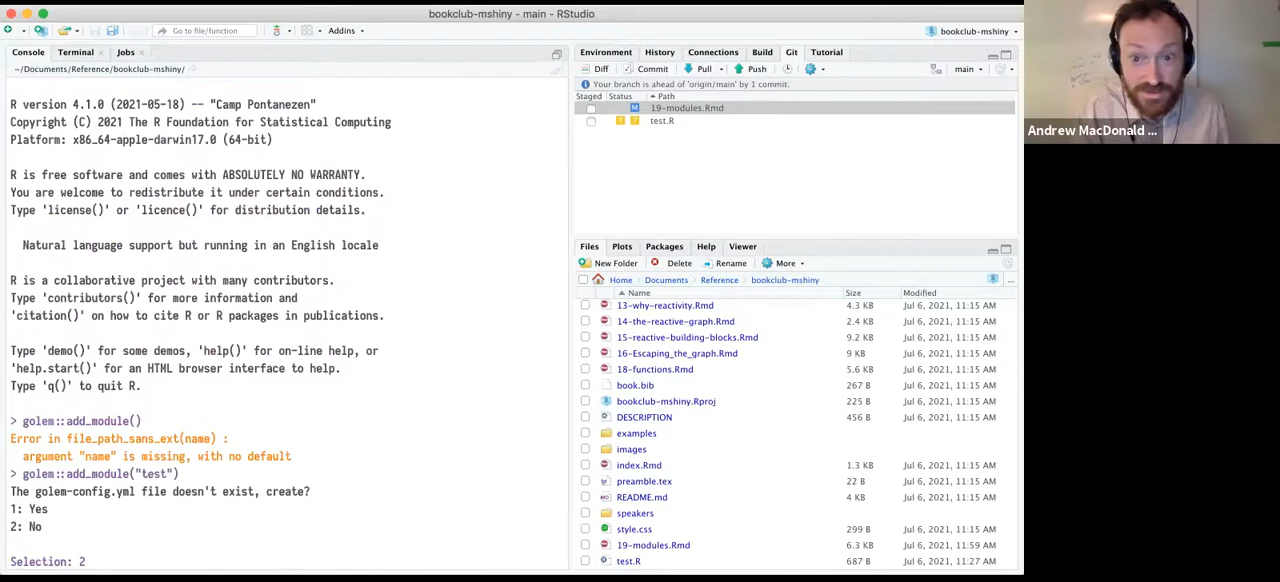 bookclub-mshiny - main - RStudio
Go to file/function
Addins
bookclub-mshiny
Console
Terminal
Jobs
~/Documents/Reference/bookclub-mshiny/
R version 4.1.0 (2021-05-18) -- "Camp Pontanezen"
Copyright (C) 2021 The R Foundation for Statistical Computing
Platform: x86_64-apple-darwin17.0 (64-bit)
R is free software and comes with ABSOLUTELY NO WARRANTY.
You are welcome to redistribute it under certain conditions.
Type 'license()' or 'licence()' for distribution details.
Natural language support but running in an English locale
R is a collaborative project with many contributors.
Type 'contributors()' for more information and
'citation()' on how to cite R or R packages in publications.
Type 'demo()' for some demos, 'help()' for on-line help, or
'help.start()' for an HTML browser interface to help.
Type 'q()' to quit R.
> golem::add_module()
Error in file_path_sans_ext(name) :
argument "name" is missing, with no default
> golem::add_module("test")
The golem-config.yml file doesn't exist, create?
1: Yes
2: No
Selection: 2
Environment History Connections Build Git Tutorial
Diff Commit Pull Push main
Your branch is ahead of 'origin/main' by 1 commit.
Staged Status Path
M 19-modules.Rmd
? ? test.R
Files Plots Packages Help Viewer
New Folder Delete Rename More
Home Documents Reference bookclub-mshiny ...
Name Size Modified
13-why-reactivity.Rmd 4.3 KB Jul 6, 2021, 11:15 AM
14-the-reactive-graph.Rmd 2.4 KB Jul 6, 2021, 11:15 AM
15-reactive-building-blocks.Rmd 9.2 KB Jul 6, 2021, 11:15 AM
16-Escaping_the_graph.Rmd 9 KB Jul 6, 2021, 11:15 AM
18-functions.Rmd 5.6 KB Jul 6, 2021, 11:15 AM
book.bib 267 B Jul 6, 2021, 11:15 AM
bookclub-mshiny.Rproj 225 B Jul 6, 2021, 11:15 AM
DESCRIPTION 456 B Jul 6, 2021, 11:15 AM
examples
images
index.Rmd 1.3 KB Jul 6, 2021, 11:15 AM
preamble.tex 22 B Jul 6, 2021, 11:15 AM
README.md 4 KB Jul 6, 2021, 11:15 AM
speakers
style.css 299 B Jul 6, 2021, 11:15 AM
19-modules.Rmd 6.3 KB Jul 6, 2021, 11:59 AM
test.R 687 B Jul 6, 2021, 11:27 AM
Andrew MacDonald ...